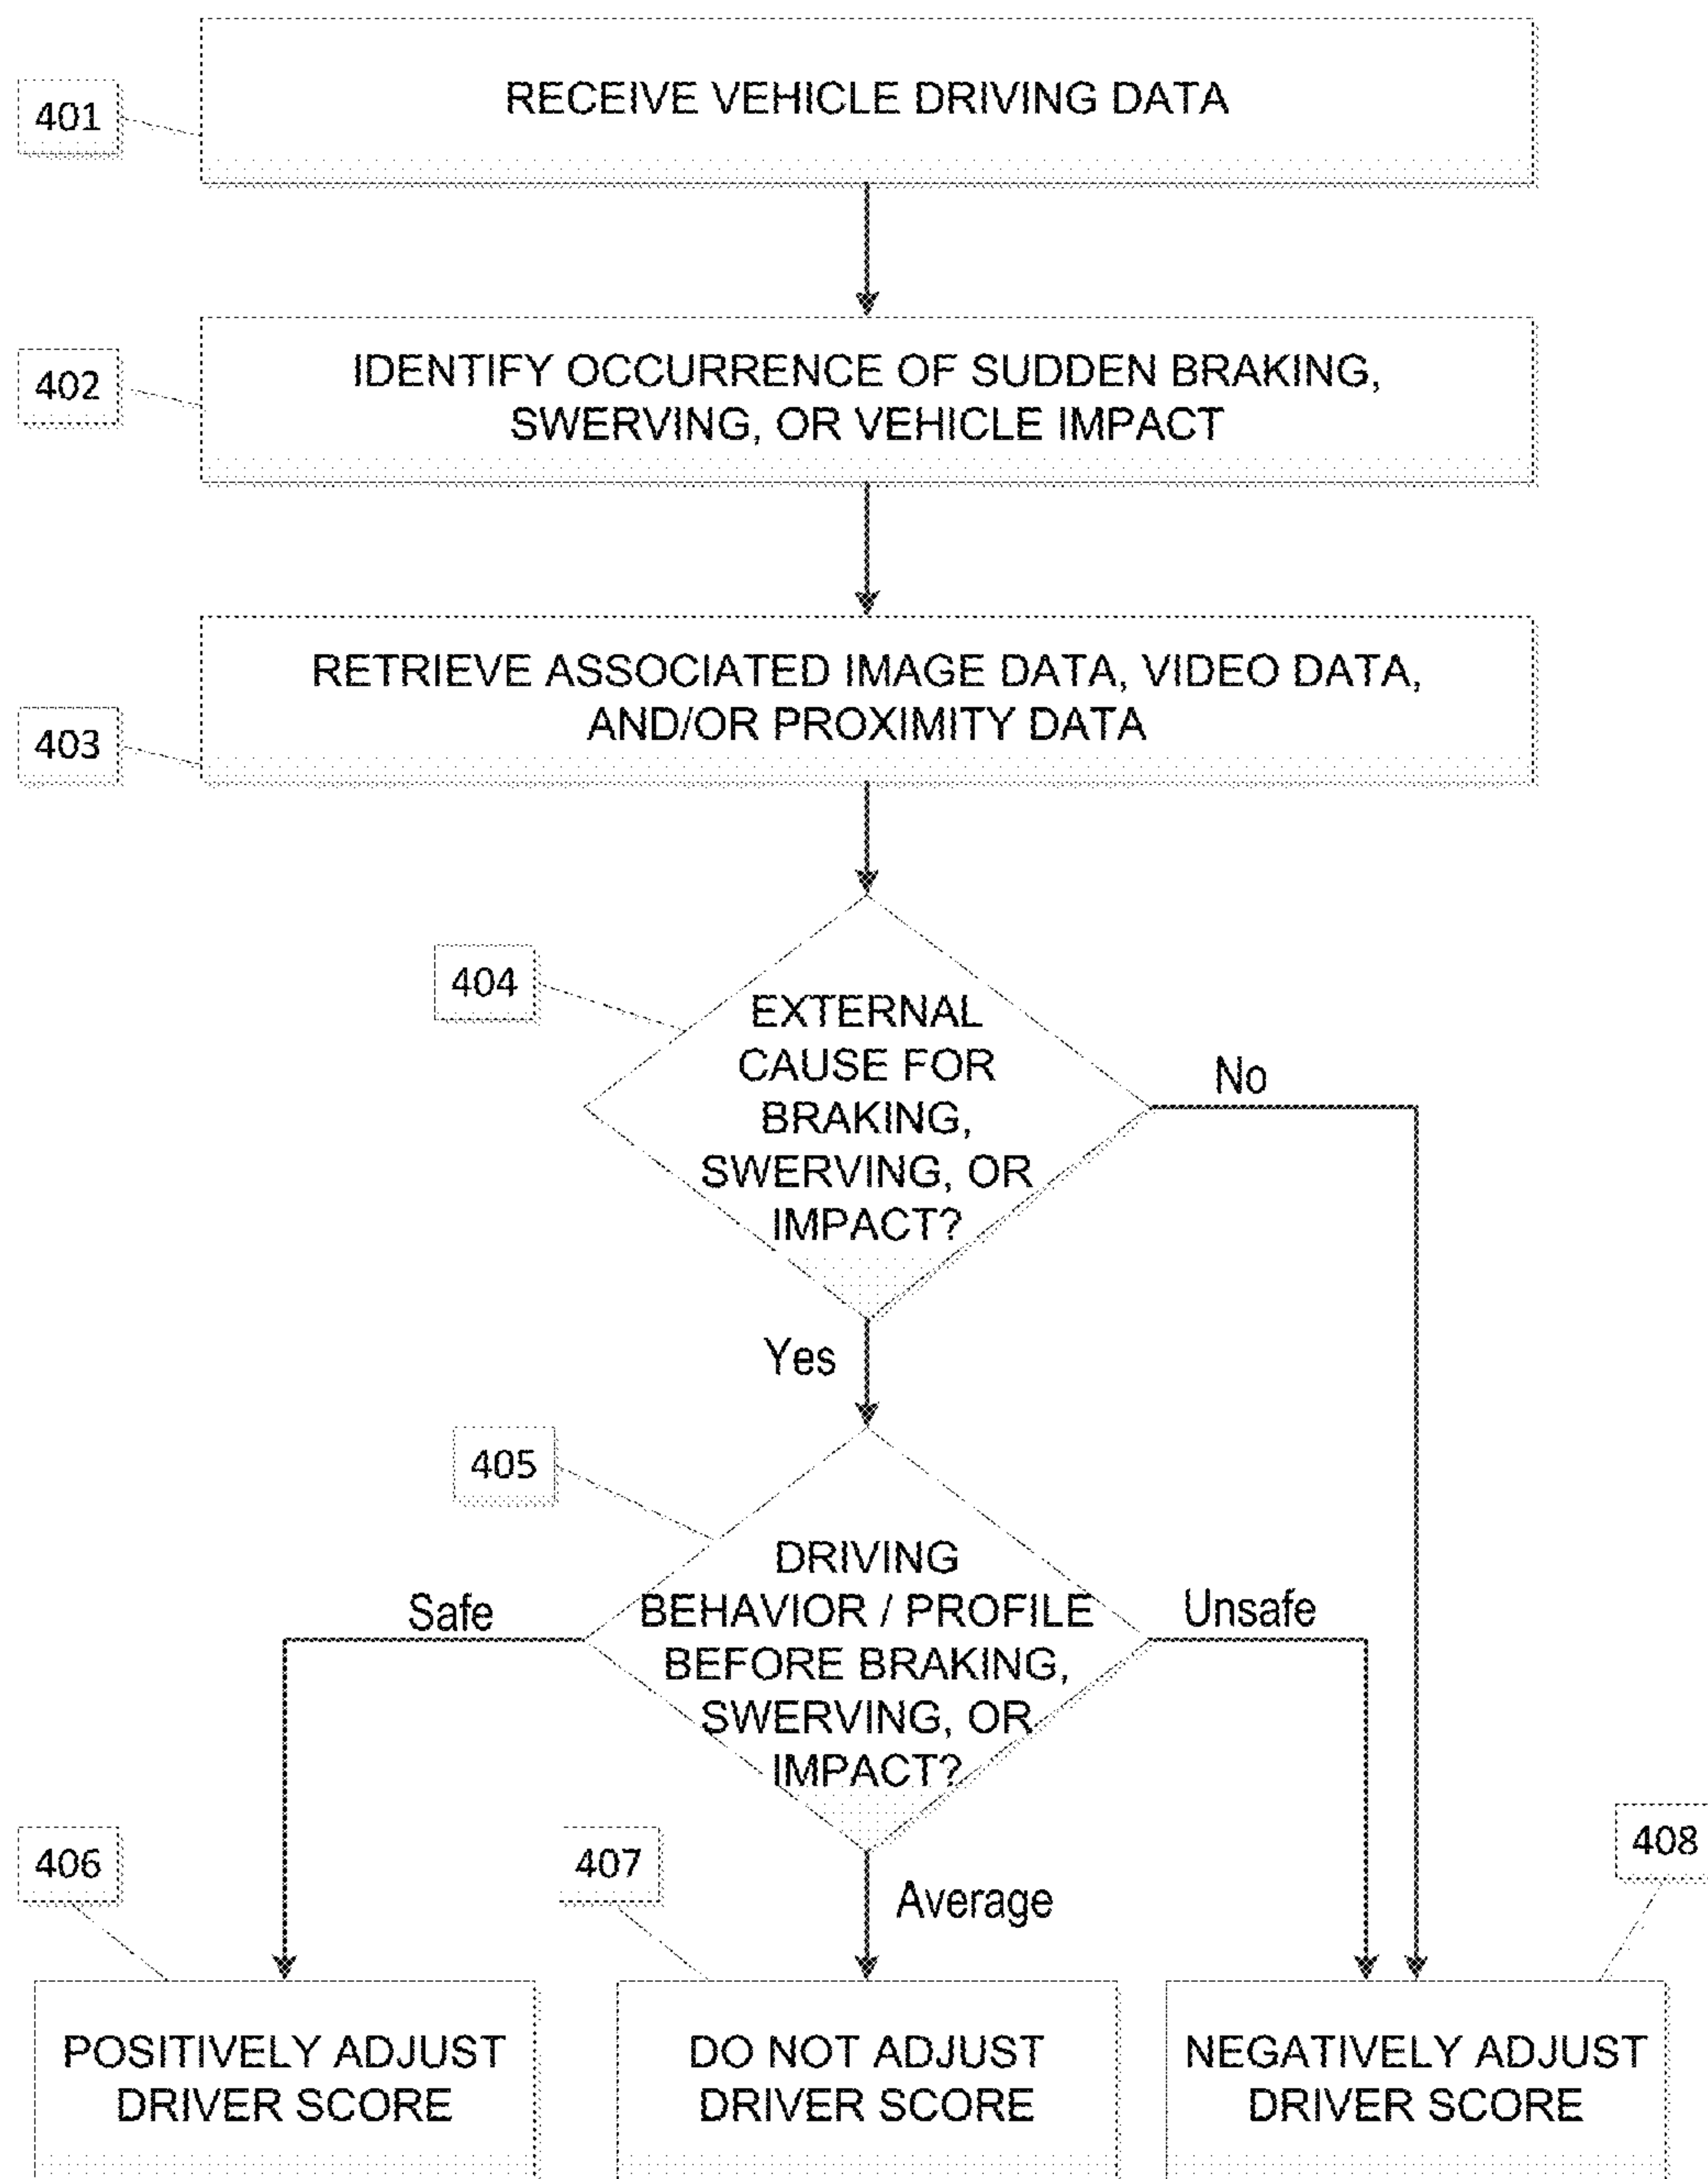 RECEIVE VEHICLE DRIVING DATA
401
IDENTIFY OCCURRENCE OF SUDDEN BRAKING,
SWERVING, OR VEHICLE IMPACT
402
RETRIEVE ASSOCIATED IMAGE DATA, VIDEO DATA,
AND/OR PROXIMITY DATA
403
404
EXTERNAL
CAUSE FOR
BRAKING,
SWERVING, OR
IMPACT?
No
Yes
405
DRIVING
BEHAVIOR / PROFILE
BEFORE BRAKING,
SWERVING, OR
IMPACT?
Safe
Unsafe
Average
406
407
408
POSITIVELY ADJUST
DRIVER SCORE
DO NOT ADJUST
DRIVER SCORE
NEGATIVELY ADJUST
DRIVER SCORE